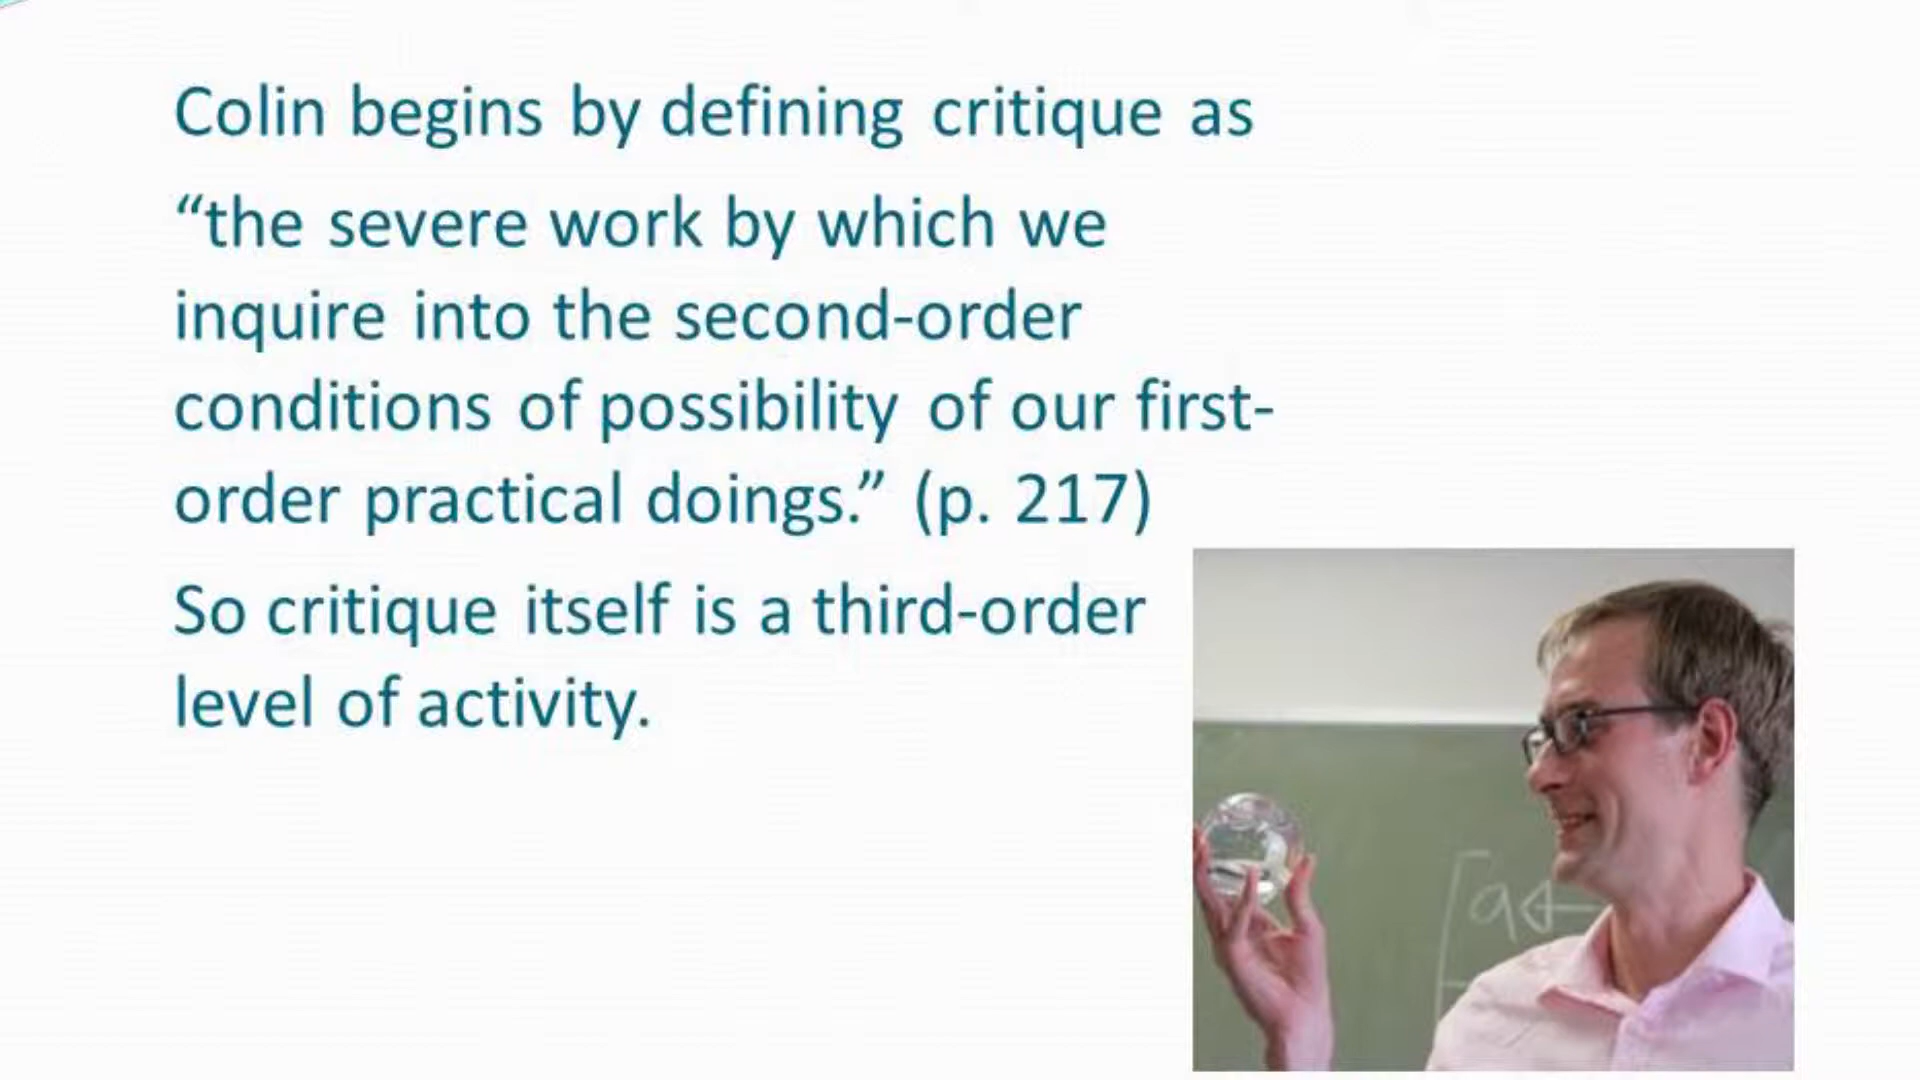 Colin begins by defining critique as
“the severe work by which we
inquire into the second-order
conditions of possibility of our first-
order practical doings.” (p. 217)
So critique itself is a third-order
level of activity.